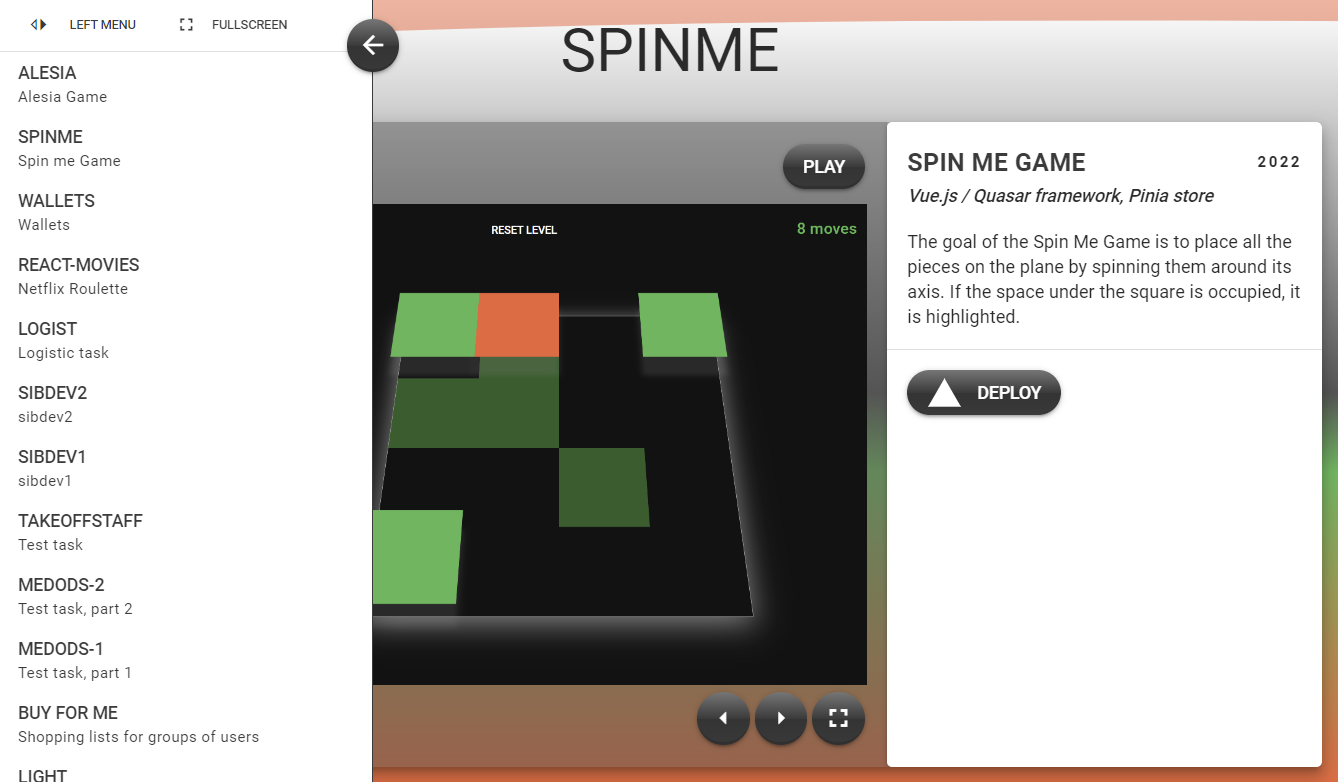 LEFT MENU
FULLSCREEN
ALESIA
Alesia Game
SPINME
Spin me Game
WALLETS
Wallets
REACT-MOVIES
Netflix Roulette
LOGIST
Logistic task
SIBDEV2
sibdev2
SIBDEV1
sibdev1
TAKEOFFSTAFF
Test task
MEDODS-2
Test task, part 2
MEDODS-1
Test task, part 1
BUY FOR ME
Shopping lists for groups of users
LIGHT
SPINME
PLAY
RESET LEVEL
8 moves
SPIN ME GAME
2022
Vue.js / Quasar framework, Pinia store
The goal of the Spin Me Game is to place all the
pieces on the plane by spinning them around its
axis. If the space under the square is occupied, it
is highlighted.
DEPLOY